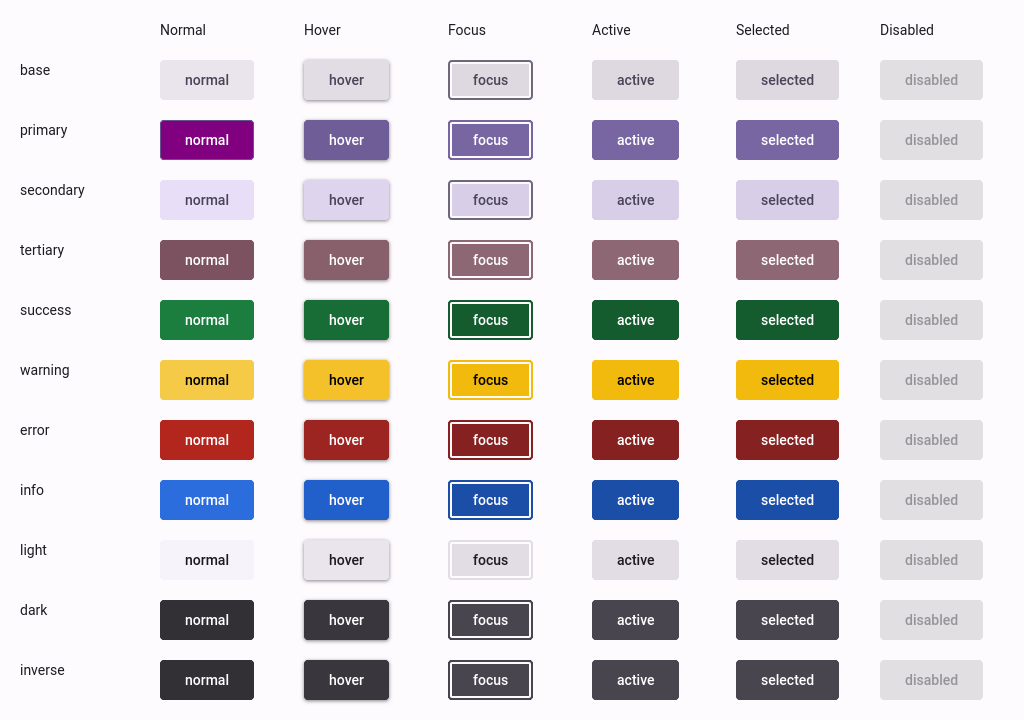 Normal Hover Focus Active Selected Disabled
base normal hover focus active selected disabled
primary normal hover focus active selected disabled
secondary normal hover focus active selected disabled
tertiary normal hover focus active selected disabled
success normal hover focus active selected disabled
warning normal hover focus active selected disabled
error normal hover focus active selected disabled
info normal hover focus active selected disabled
light normal hover focus active selected disabled
dark normal hover focus active selected disabled
inverse normal hover focus active selected disabled